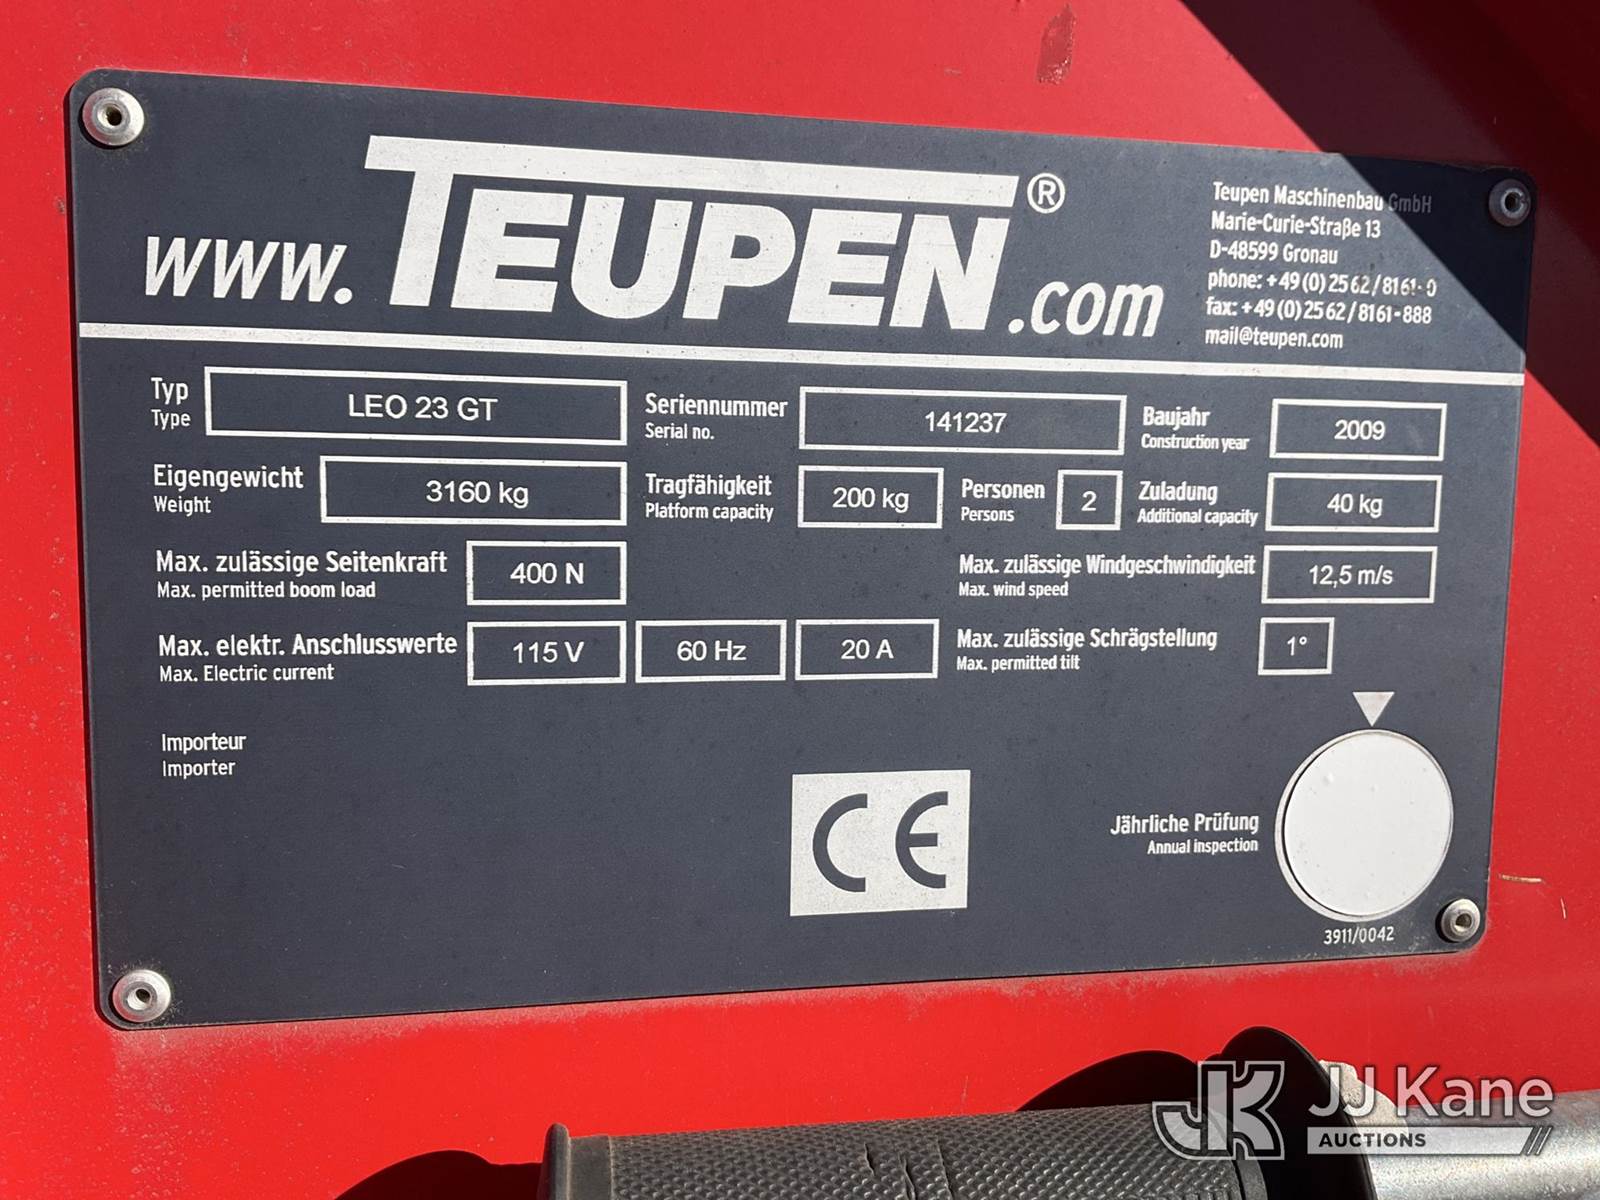 www.TEUPEN®.com
Teupen Maschinenbau GmbH
Marie-Curie-Straße 13
D-48599 Gronau
phone: +49(0)2562/8161-0
fax: +49(0)2562/8161-888
mail@teupen.com
Typ
Type
LEO 23 GT
Seriennummer
Serial no.
141237
Baujahr
Construction year
2009
Eigengewicht
Weight
3160 kg
Tragfähigkeit
Platform capacity
200 kg
Personen
Persons
2
Zuladung
Additional capacity
40 kg
Max. zulässige Seitenkraft
Max. permitted boom load
400 N
Max. zulässige Windgeschwindigkeit
Max. wind speed
12,5 m/s
Max. elektr. Anschlusswerte
Max. Electric current
115 V
60 Hz
20 A
Max. zulässige Schrägstellung
Max. permitted tilt
1°
Importeur
Importer
CE
Jährliche Prüfung
Annual inspection
3911/0042
JK
JJ Kane
AUCTIONS